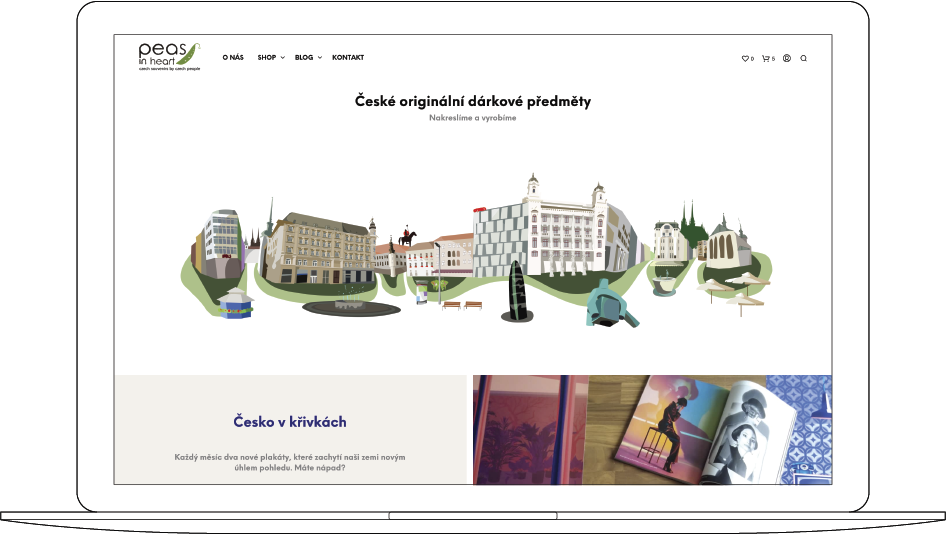 peas
in heart
czech souvenirs by czech people
O NÁS SHOP BLOG KONTAKT
0 5
České originální dárkové předměty
Nakreslíme a vyrobíme
Česko v křivkách
Každý měsíc dva nové plakáty, které zachytí naši zemi novým
úhlem pohledu. Máte nápad?